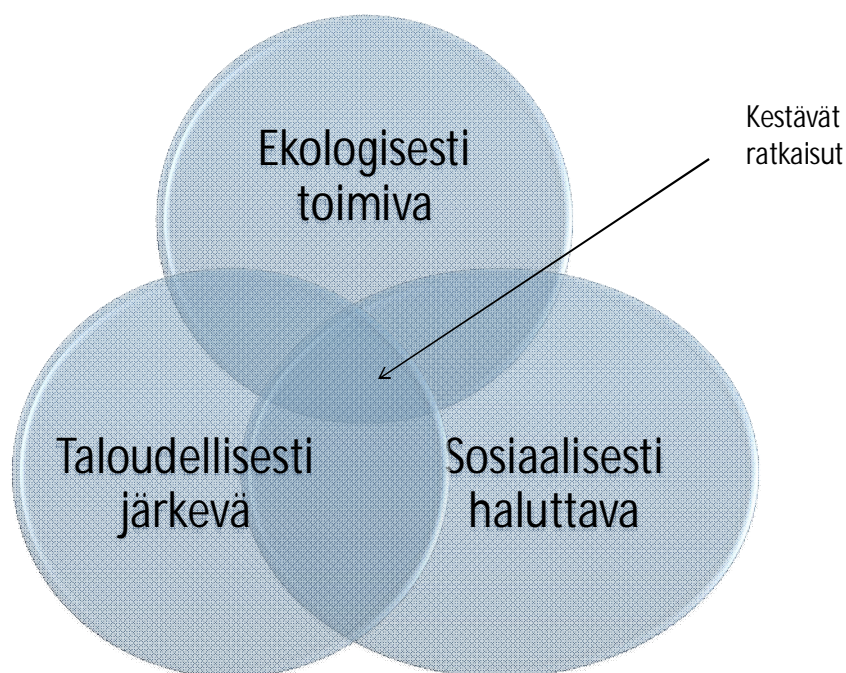 Ekologisesti
toimiva
Kestävät
ratkaisut
Taloudellisesti
järkevä
Sosiaalisesti
haluttava